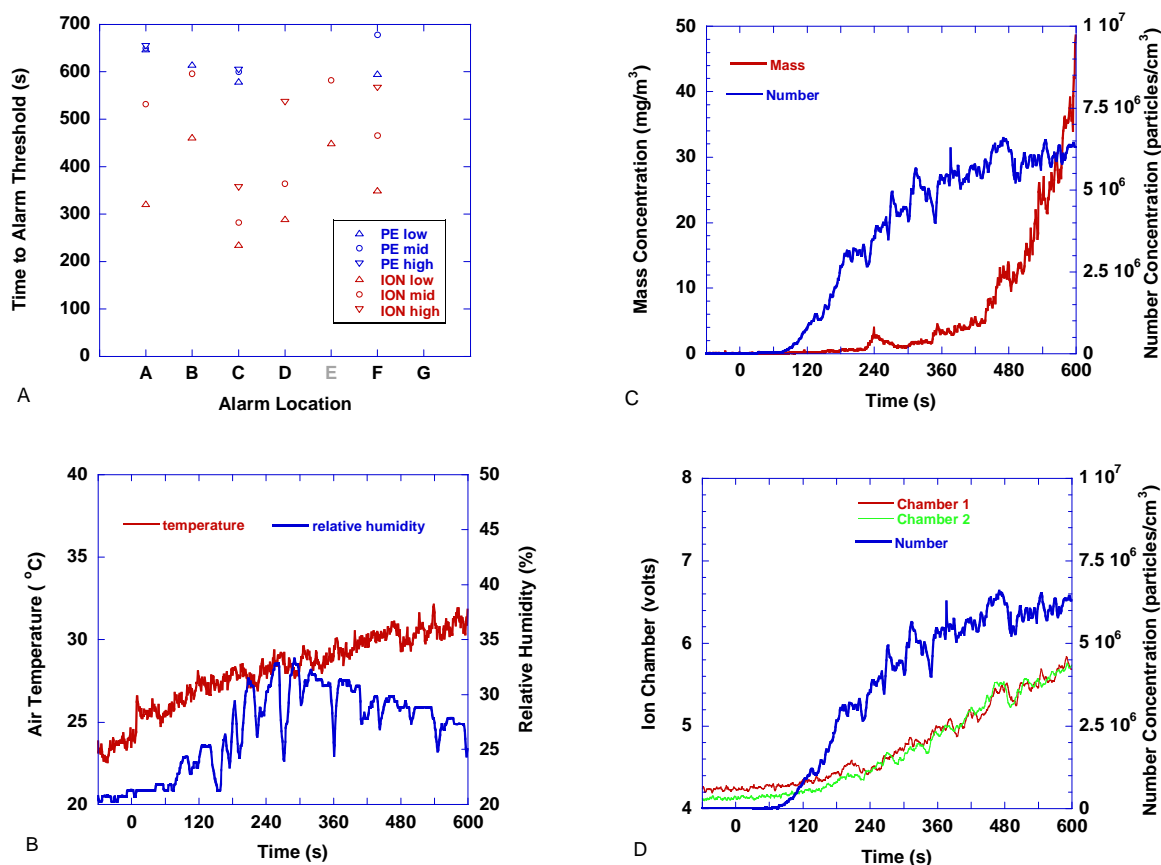 700
600
500
400
300
200
100
0
Time to Alarm Threshold (s)
PE low
PE mid
PE high
ION low
ION mid
ION high
A B C D E F G
Alarm Location
A
50
40
30
20
10
0
Mass Concentration (mg/m³)
Mass
Number
1 10⁷
7.5 10⁶
5 10⁶
2.5 10⁶
0
Number Concentration (particles/cm³)
0 120 240 360 480 600
Time (s)
C
40
35
30
25
20
Air Temperature ( °C)
temperature
relative humidity
50
45
40
35
30
25
20
Relative Humidity (%)
0 120 240 360 480 600
Time (s)
B
8
7
6
5
4
Ion Chamber (volts)
Chamber 1
Chamber 2
Number
1 10⁷
7.5 10⁶
5 10⁶
2.5 10⁶
0
Number Concentration (particles/cm³)
0 120 240 360 480 600
Time (s)
D